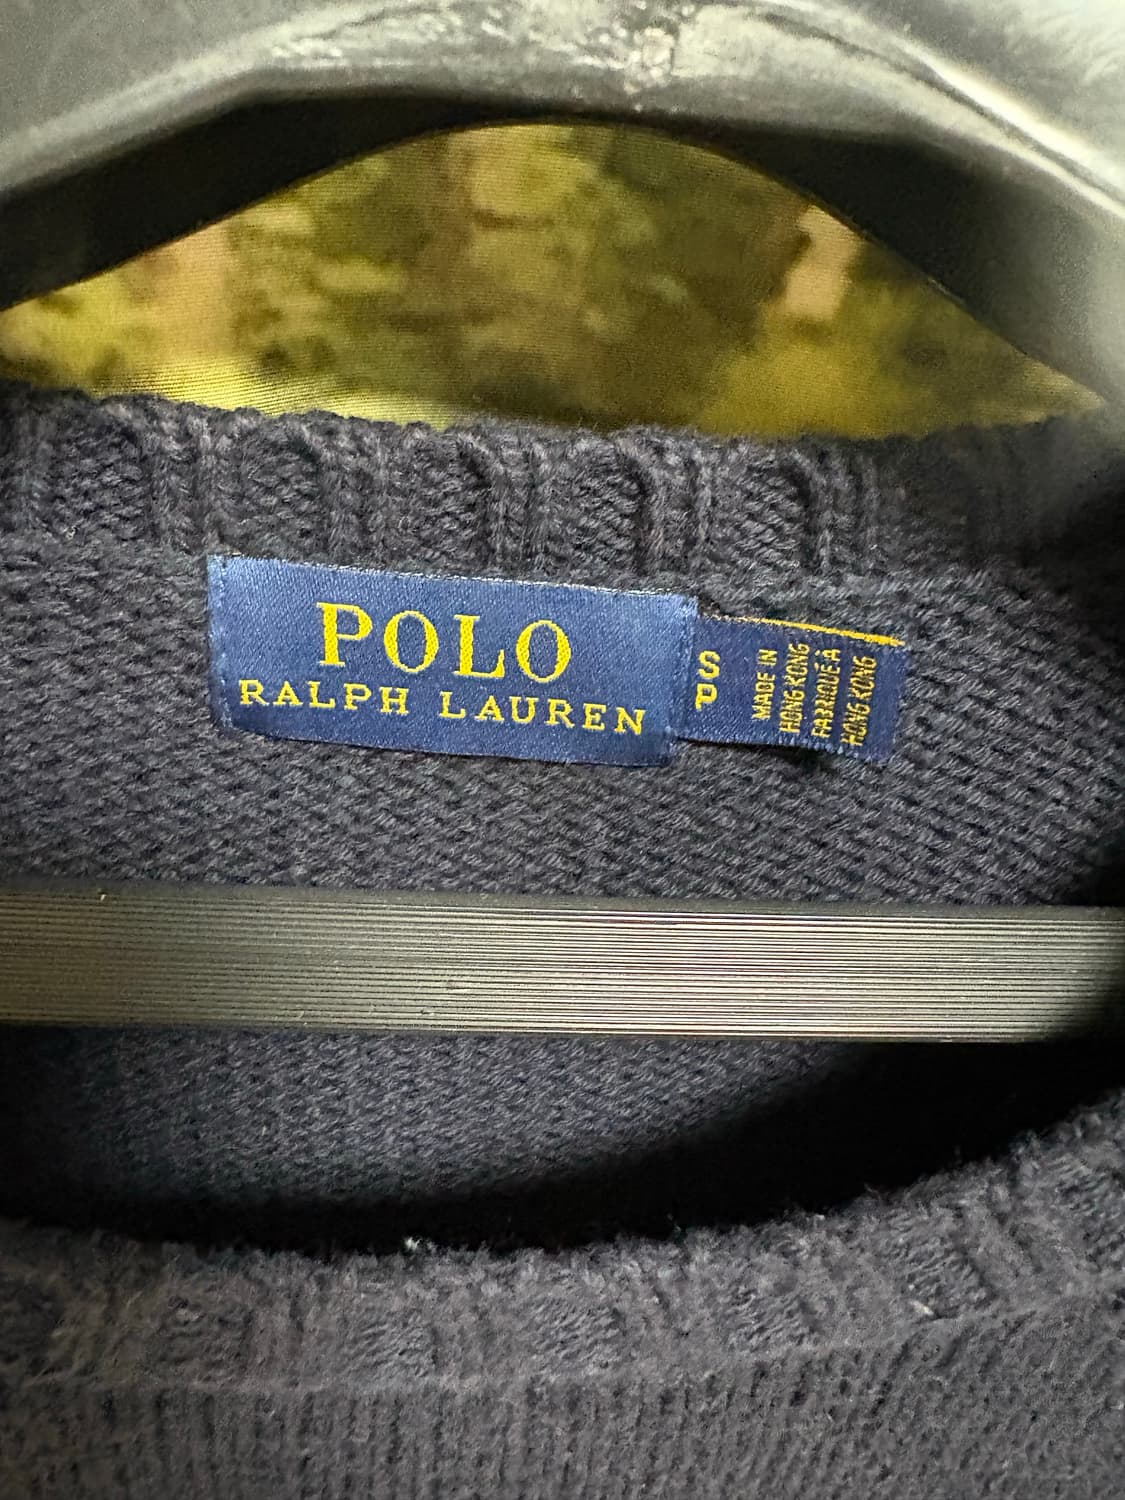 POLO
RALPH LAUREN
S
P
MADE IN
HONG KONG
FABRIQUÉ À
HONG KONG